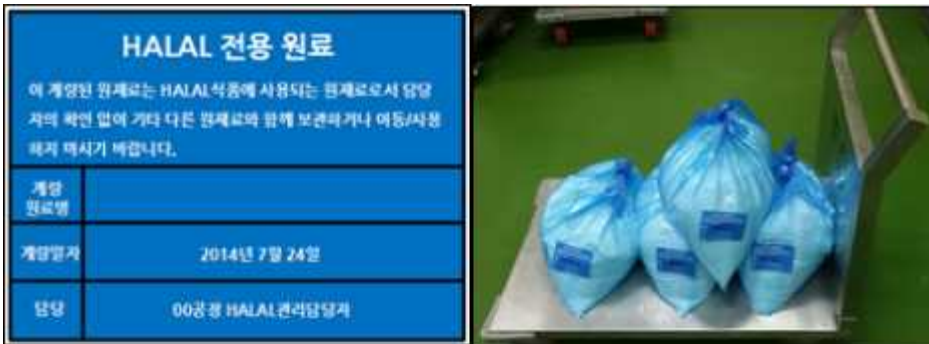 HALAL 전용 원료
이 계량된 원재료는 HALAL식품에 사용되는 원재료로서 담당
자의 확인 없이 기타 다른 원재료와 함께 보관하거나 이동/사용
하지 마시기 바랍니다.
계량
원료명
계량일자 2014년 7월 24일
담당 00공장 HALAL관리담당자